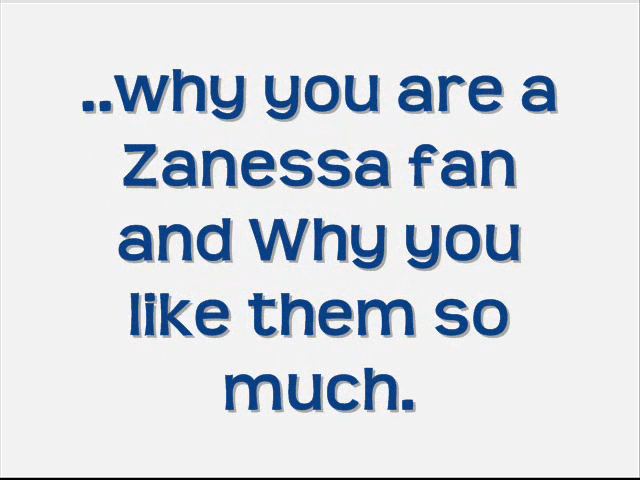 ..why you are a
Zanessa fan
and Why you
like them so
much.